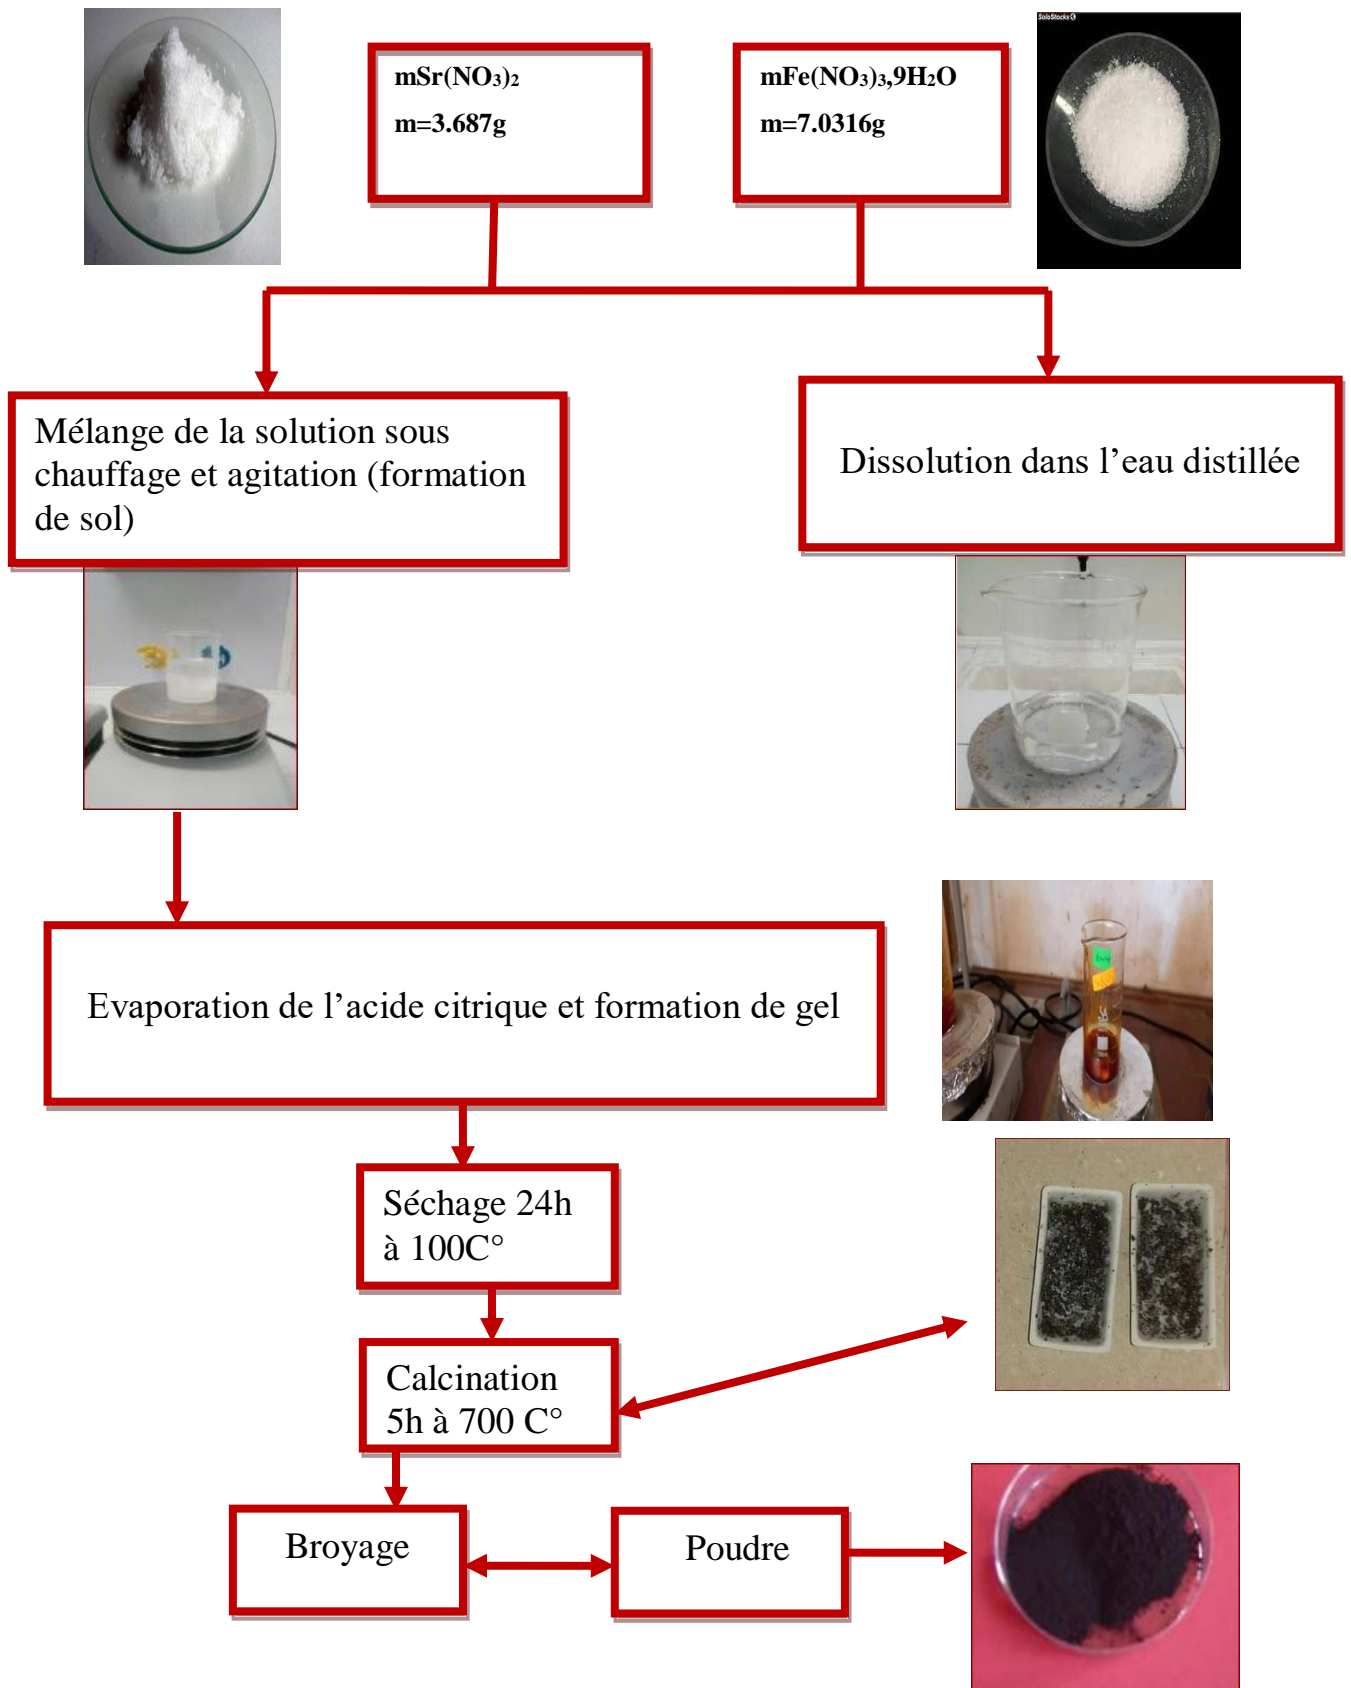 SoloStocks
mSr(NO₃)₂
m=3.687g
mFe(NO₃)₃,9H₂O
m=7.0316g
Mélange de la solution sous
chauffage et agitation (formation
de sol)
Dissolution dans l’eau distillée
Evaporation de l’acide citrique et formation de gel
Séchage 24h
à 100C°
Calcination
5h à 700 C°
Broyage
Poudre